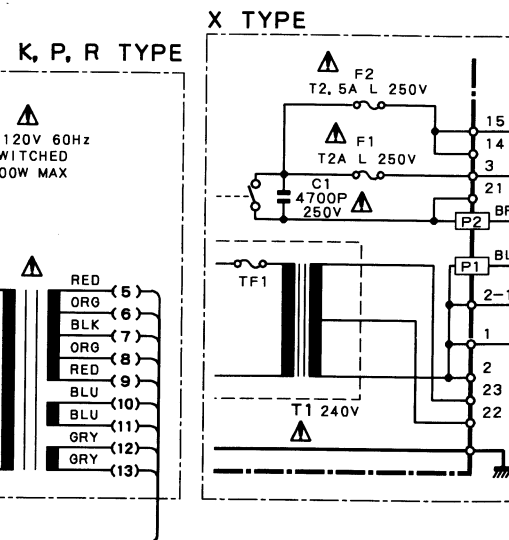 X TYPE
K, P, R TYPE
F2
T2, 5A L 250V
120V 60Hz
WITCHED
00W MAX
F1
T2A L 250V
C1
4700P
250V
15
14
3
21
P2
BR
P1
BL
TF1
2-1
1
2
23
22
T1 240V
RED
(5)
ORG
(6)
BLK
(7)
ORG
(8)
RED
(9)
BLU
(10)
BLU
(11)
GRY
(12)
GRY
(13)